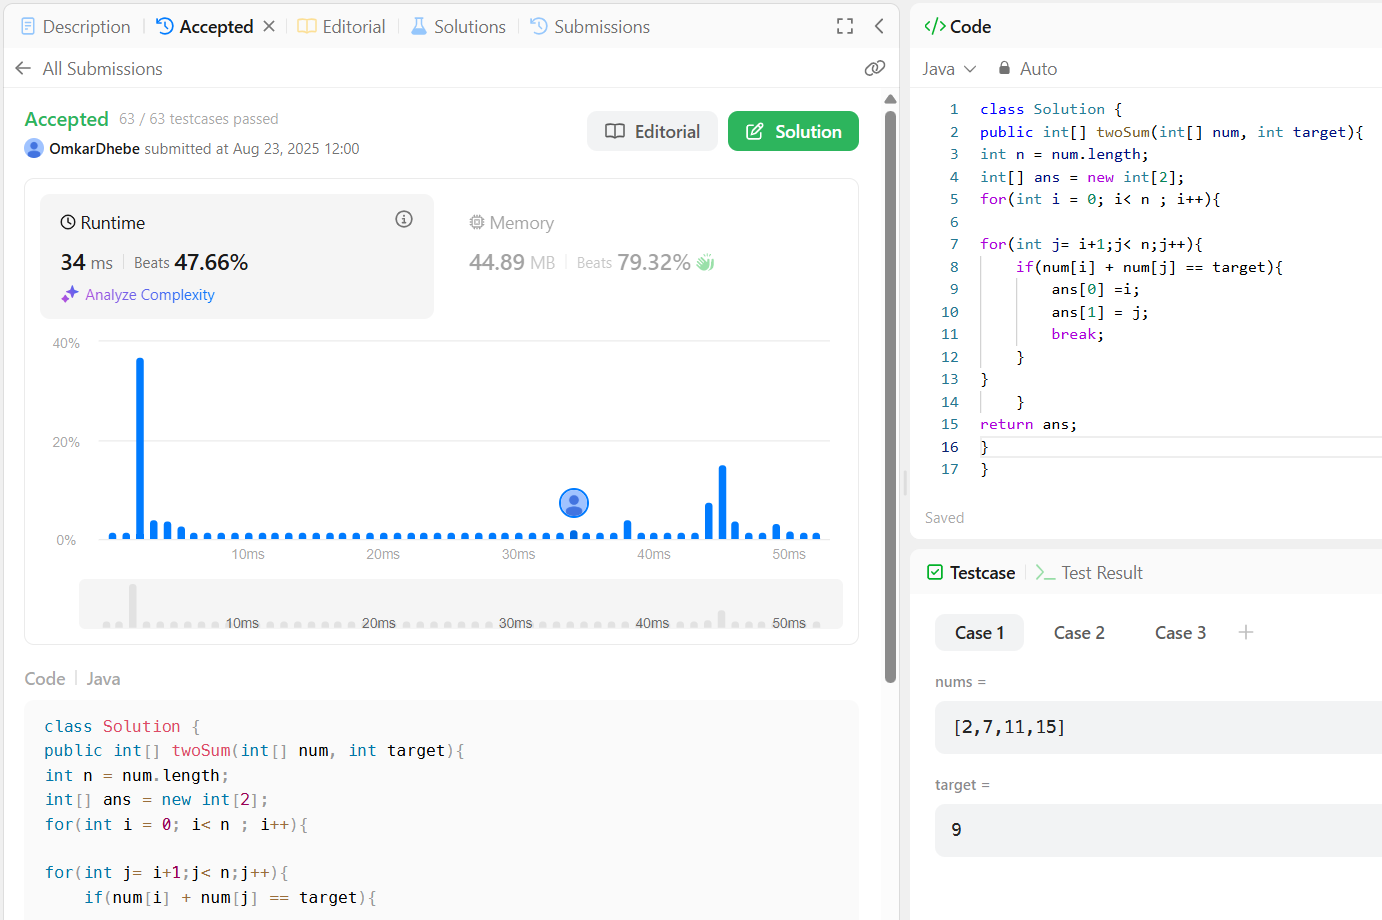 Description
Accepted
Editorial
Solutions
Submissions
All Submissions
Accepted 63 / 63 testcases passed
OmkarDhebe submitted at Aug 23, 2025 12:00
Editorial
Solution
Runtime
34 ms Beats 47.66%
Analyze Complexity
Memory
44.89 MB Beats 79.32%
40%
20%
0%
10ms 20ms 30ms 40ms 50ms
10ms 20ms 30ms 40ms 50ms
Code Java
class Solution {
public int[] twoSum(int[] num, int target){
int n = num.length;
int[] ans = new int[2];
for(int i = 0; i< n ; i++){
for(int j= i+1;j< n;j++){
if(num[i] + num[j] == target){
</> Code
Java Auto
1 class Solution {
2 public int[] twoSum(int[] num, int target){
3 int n = num.length;
4 int[] ans = new int[2];
5 for(int i = 0; i< n ; i++){
6
7 for(int j= i+1;j< n;j++){
8 if(num[i] + num[j] == target){
9 ans[0] =i;
10 ans[1] = j;
11 break;
12 }
13 }
14 }
15 return ans;
16 }
17 }
Saved
Testcase
Test Result
Case 1 Case 2 Case 3 +
nums =
[2,7,11,15]
target =
9